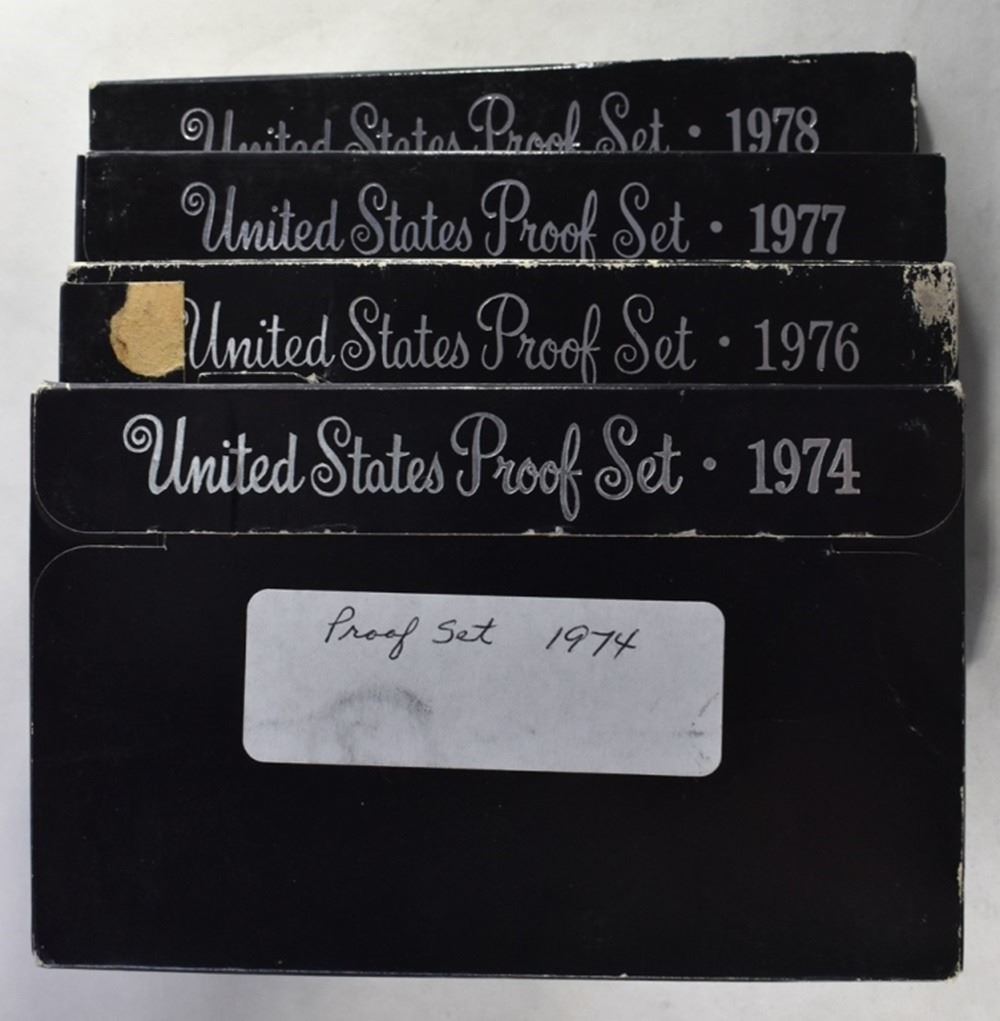 United States Proof Set • 1978
United States Proof Set • 1977
United States Proof Set • 1976
United States Proof Set • 1974
Proof Set 1974